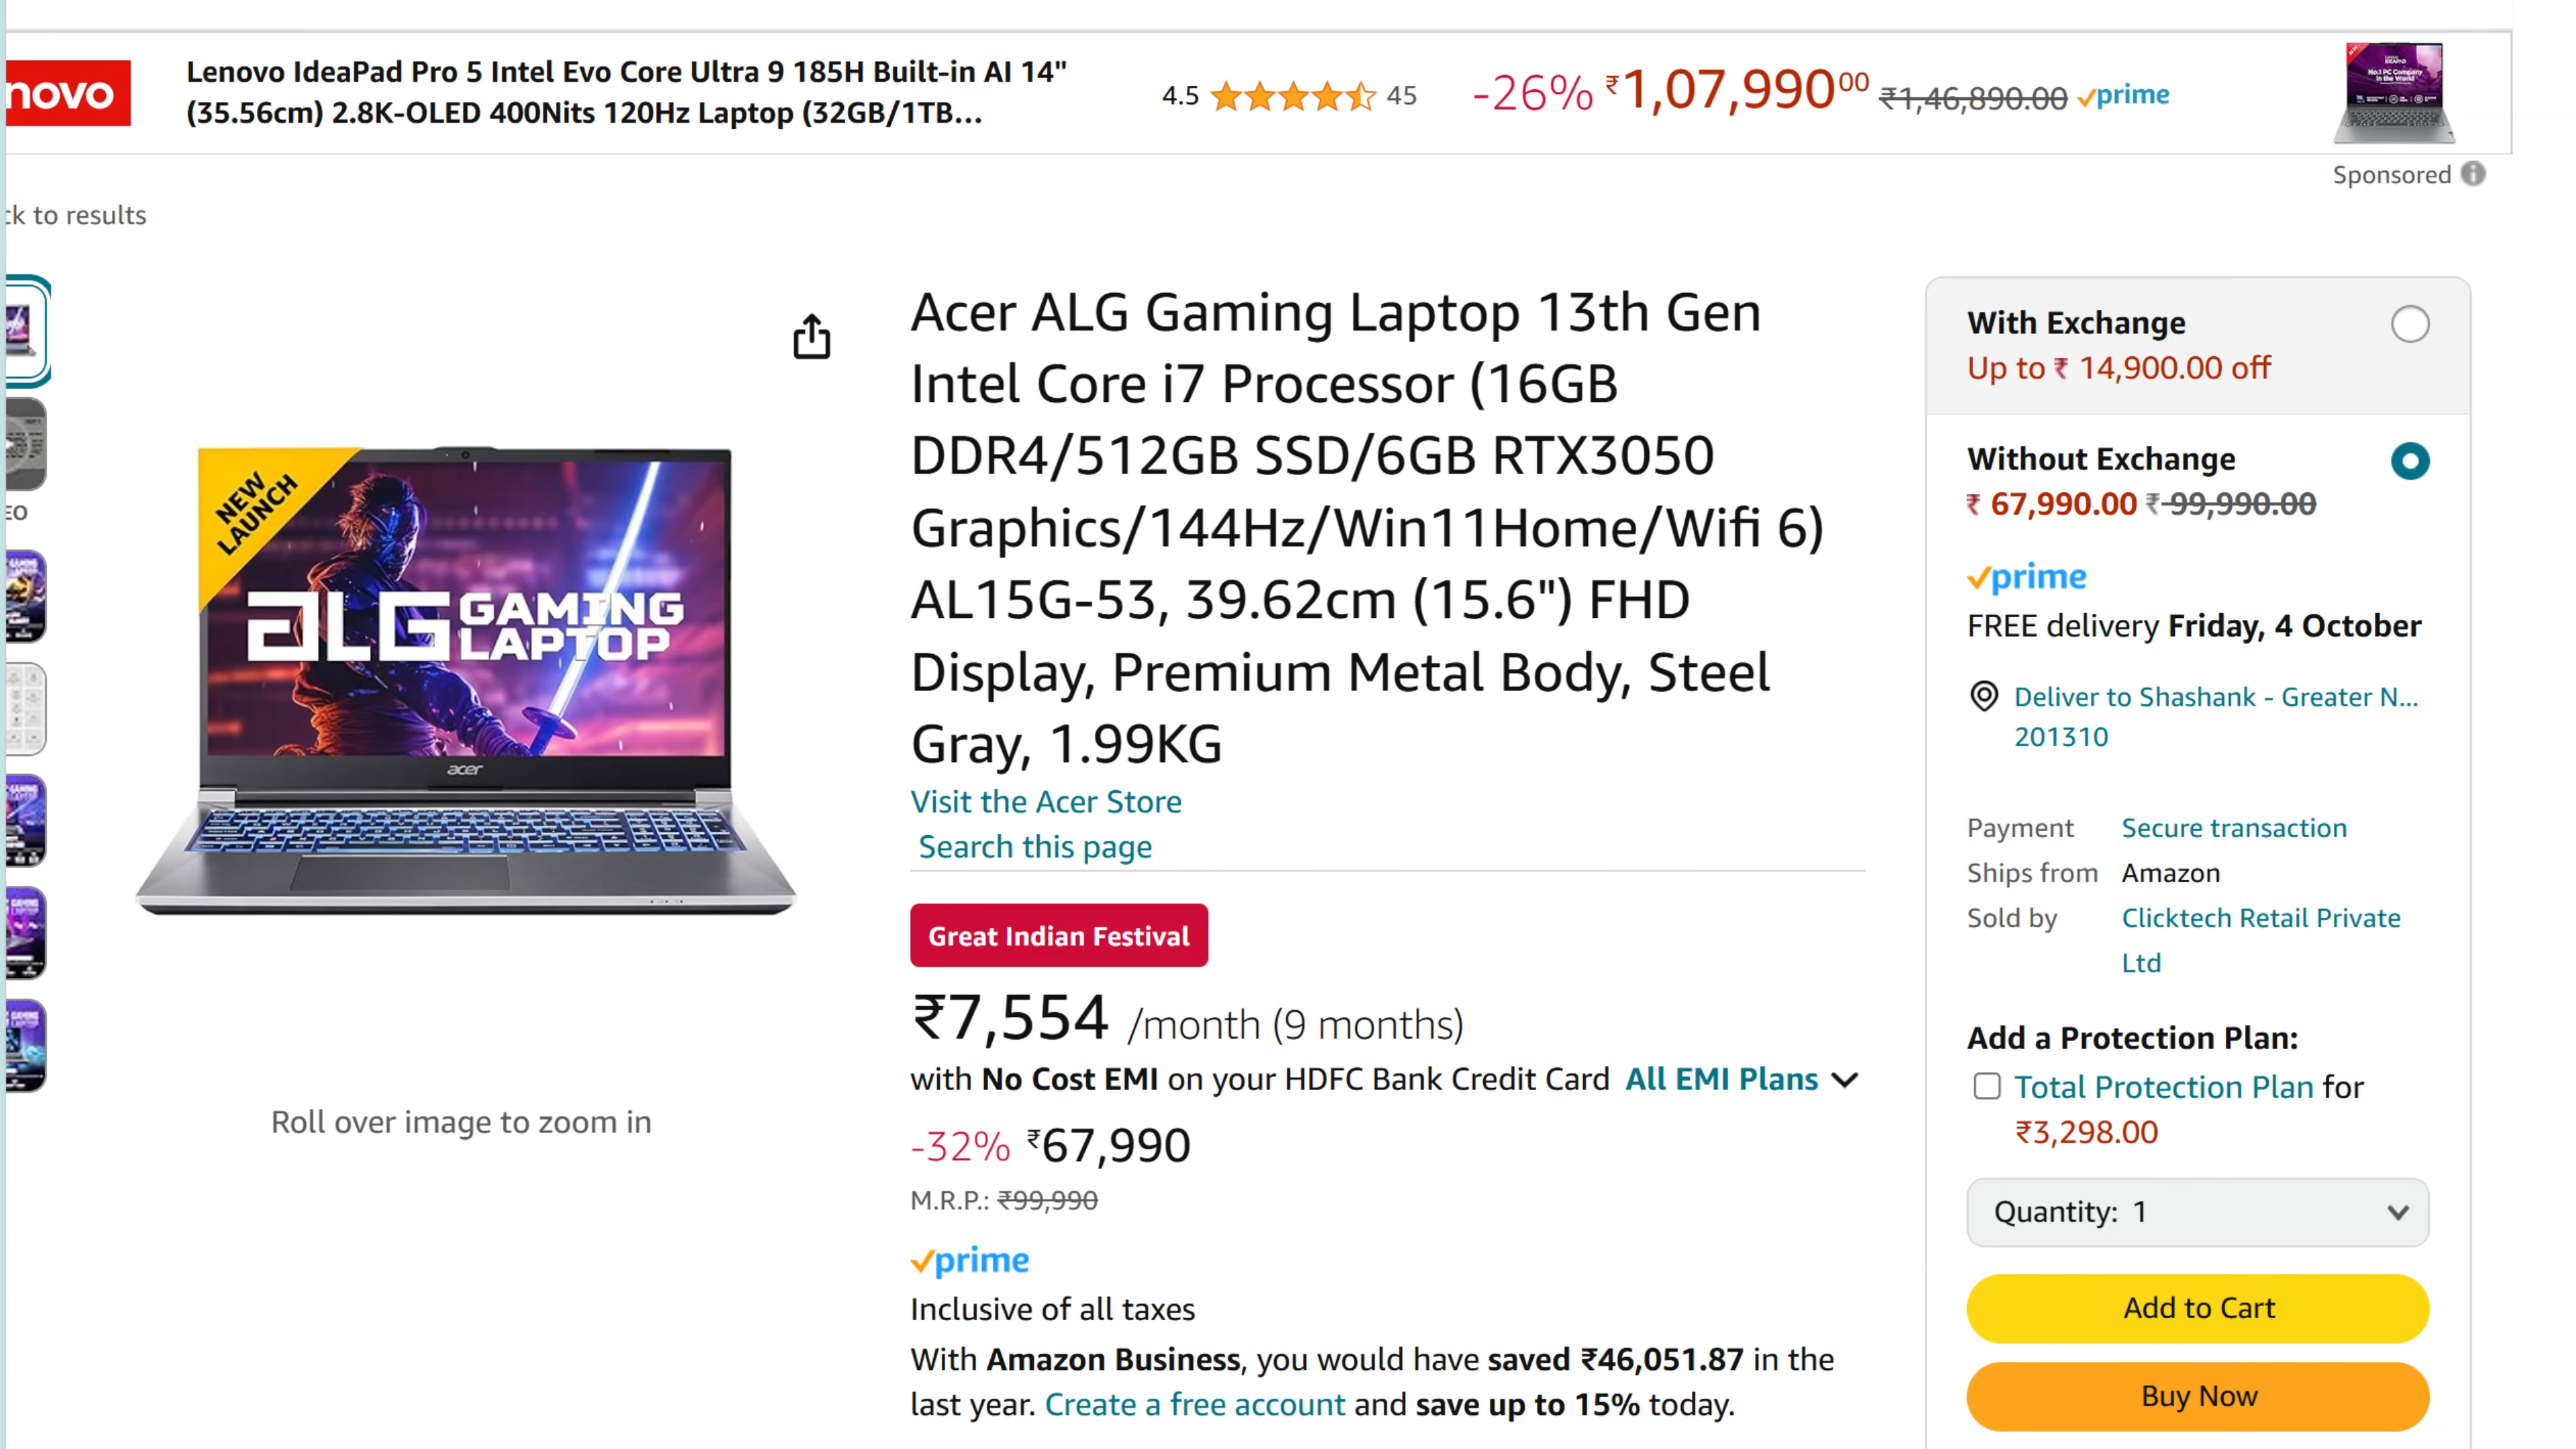 novo
Lenovo IdeaPad Pro 5 Intel Evo Core Ultra 9 185H Built-in AI 14"
(35.56cm) 2.8K-OLED 400Nits 120Hz Laptop (32GB/1TB...
4.5 45
-26% ₹1,07,990.00 ₹1,46,890.00 prime
Sponsored
ck to results
EO
NEW
LAUNCH
ALG GAMING
LAPTOP
acer
Roll over image to zoom in
Acer ALG Gaming Laptop 13th Gen
Intel Core i7 Processor (16GB
DDR4/512GB SSD/6GB RTX3050
Graphics/144Hz/Win11Home/Wifi 6)
AL15G-53, 39.62cm (15.6") FHD
Display, Premium Metal Body, Steel
Gray, 1.99KG
Visit the Acer Store
Search this page
Great Indian Festival
₹7,554 /month (9 months)
with No Cost EMI on your HDFC Bank Credit Card All EMI Plans
-32% ₹67,990
M.R.P.: ₹99,990
prime
Inclusive of all taxes
With Amazon Business, you would have saved ₹46,051.87 in the
last year. Create a free account and save up to 15% today.
With Exchange
Up to ₹ 14,900.00 off
Without Exchange
₹ 67,990.00 ₹ 99,990.00
prime
FREE delivery Friday, 4 October
Deliver to Shashank - Greater N...
201310
Payment Secure transaction
Ships from Amazon
Sold by Clicktech Retail Private
Ltd
Add a Protection Plan:
Total Protection Plan for
₹3,298.00
Quantity: 1
Add to Cart
Buy Now